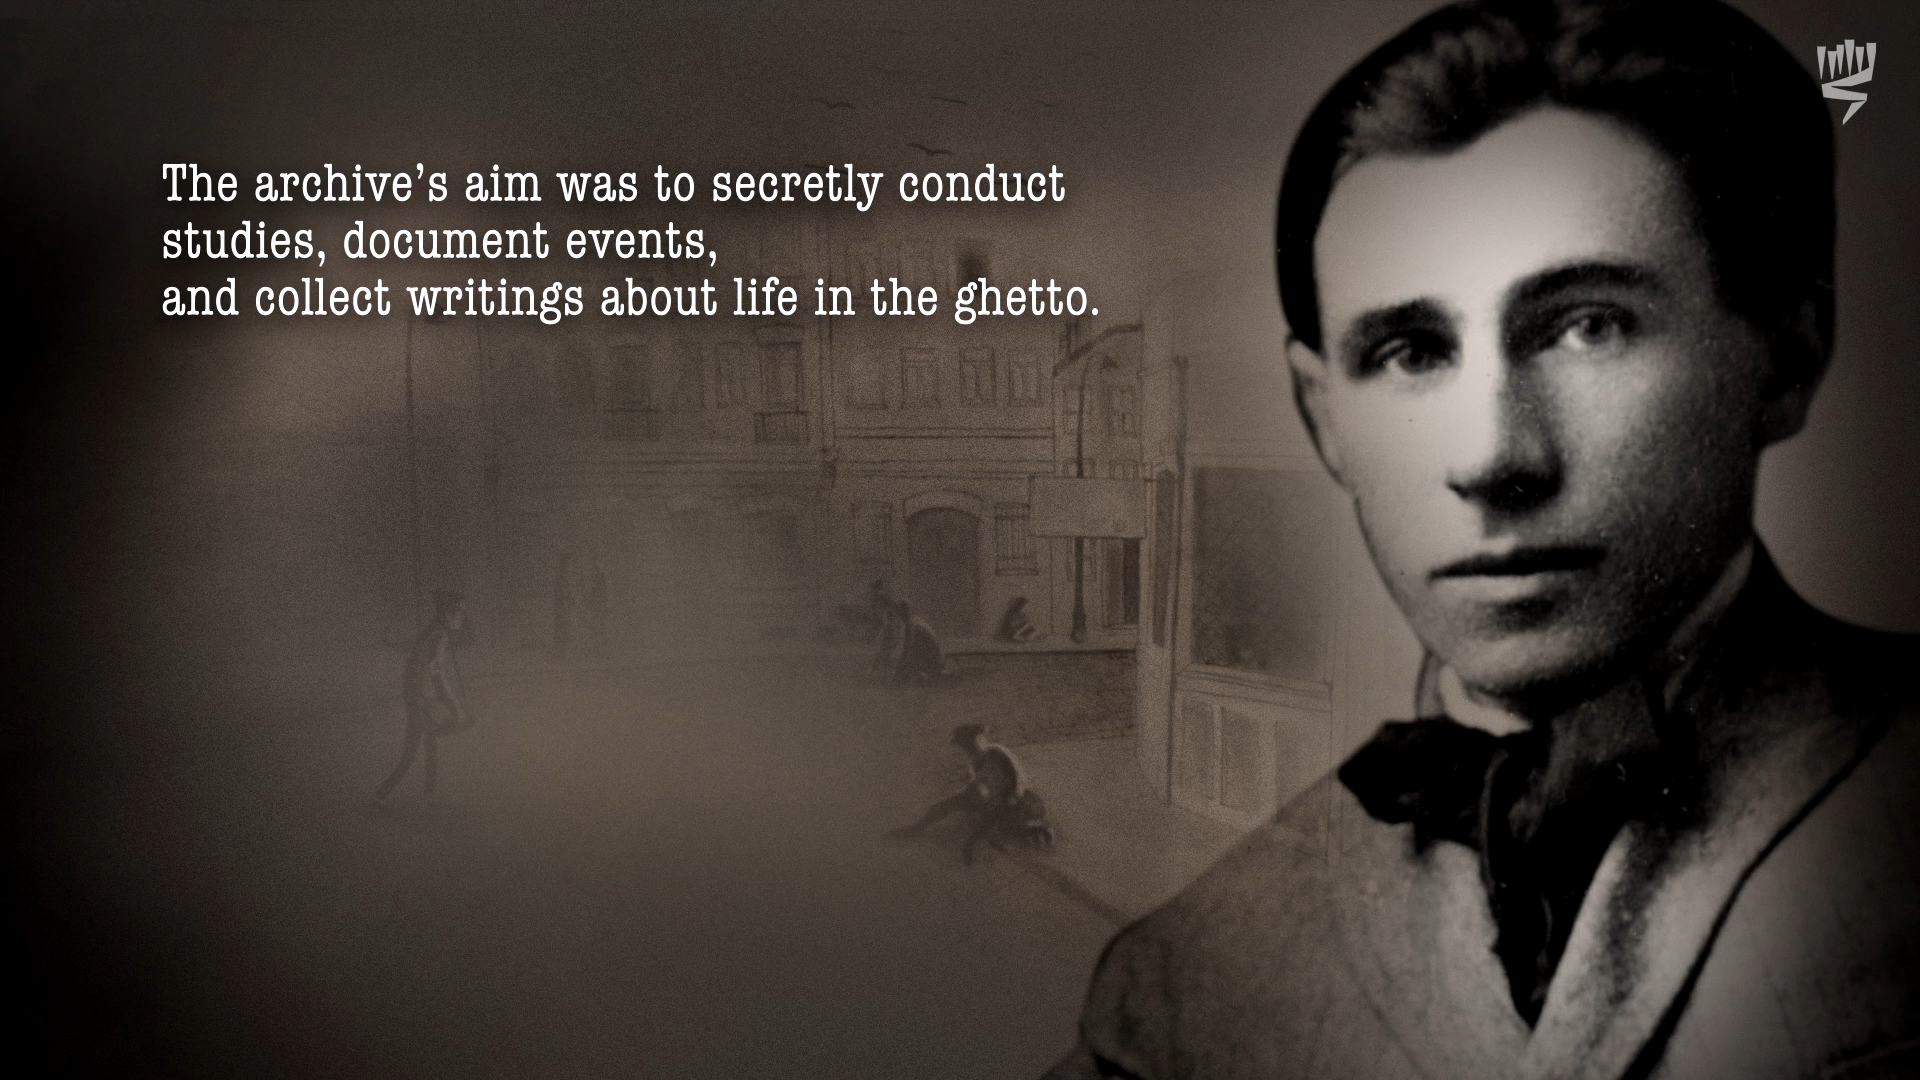 The archive’s aim was to secretly conduct
studies, document events,
and collect writings about life in the ghetto.